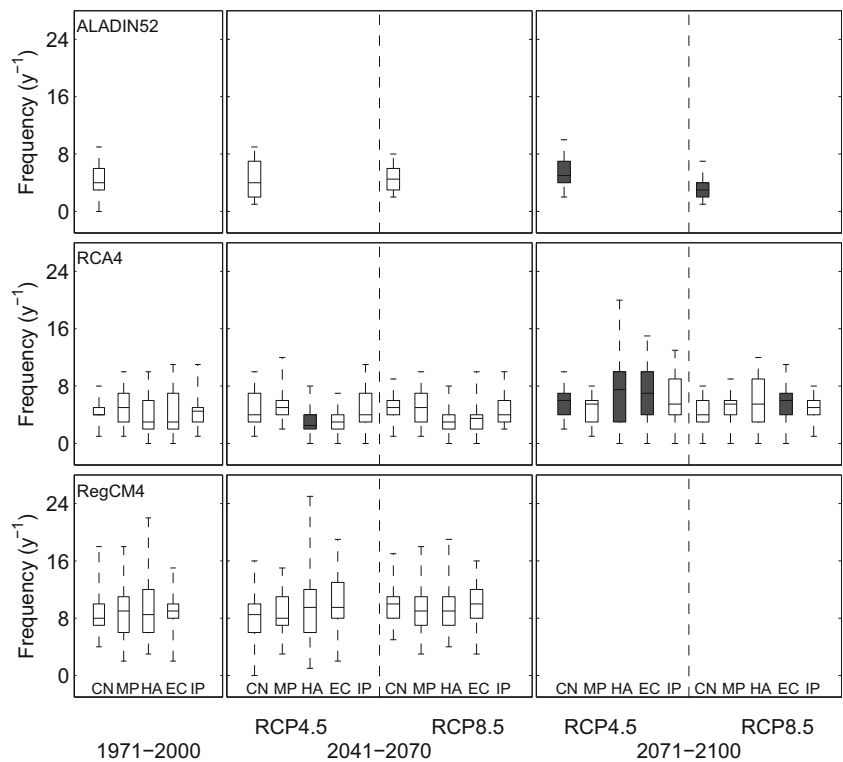 ALADIN52
Frequency (y⁻¹)
24
16
8
0
RCA4
Frequency (y⁻¹)
24
16
8
0
RegCM4
Frequency (y⁻¹)
24
16
8
0
CN MP HA EC IP CN MP HA EC IP CN MP HA EC IP CN MP HA EC IP CN MP HA EC IP
RCP4.5 RCP8.5 RCP4.5 RCP8.5
1971−2000 2041−2070 2071−2100